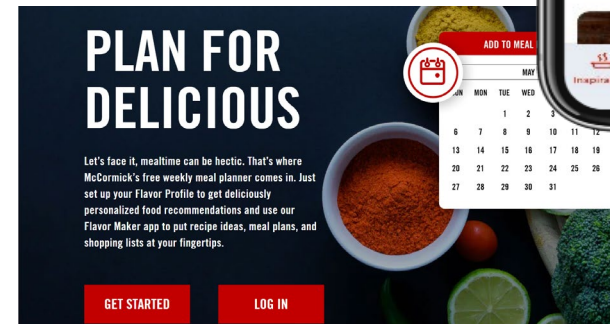 PLAN FOR
DELICIOUS
Let's face it, mealtime can be hectic. That's where
McCormick's free weekly meal planner comes in. Just
set up your Flavor Profile to get deliciously
personalized food recommendations and use our
Flavor Maker app to put recipe ideas, meal plans, and
shopping lists at your fingertips.
GET STARTED LOG IN
ADD TO MEAL
MAY
MON TUE WED
1 2 3
6 7 8 9 10 11 12
13 14 15 16 17 18 19
20 21 22 23 24 25 26
27 28 29 30 31